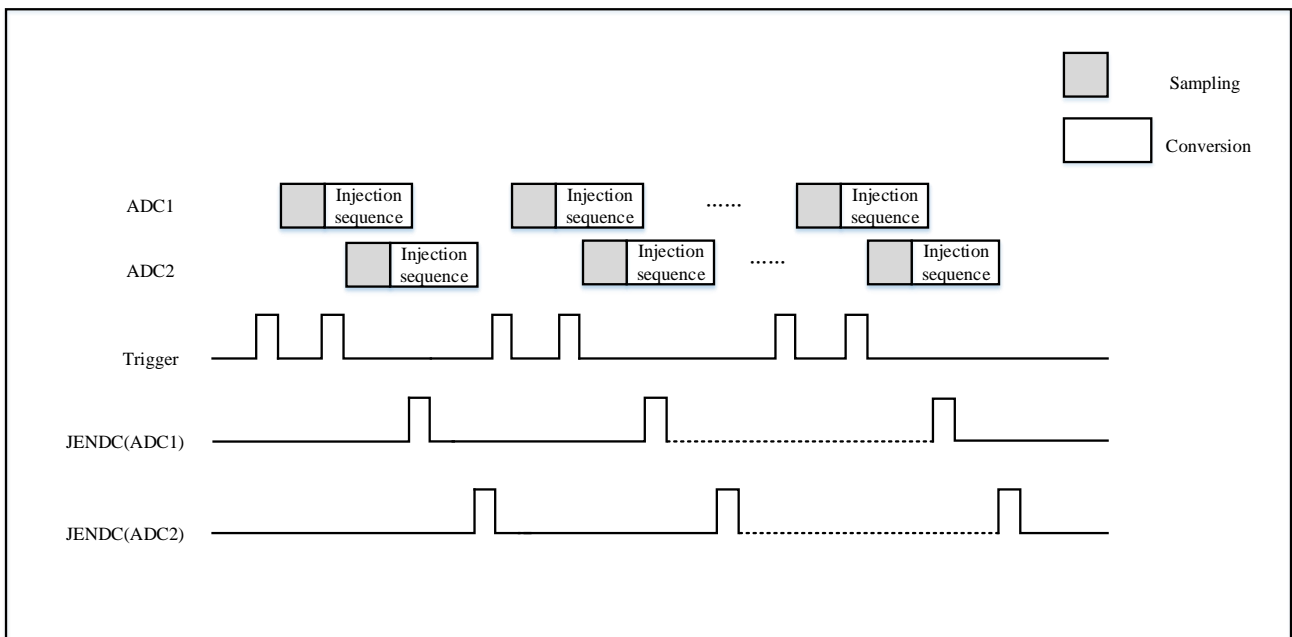 Sampling
Conversion
ADC1
Injection
sequence
Injection
sequence
......
Injection
sequence
ADC2
Injection
sequence
Injection
sequence
......
Injection
sequence
Trigger
JENDC(ADC1)
JENDC(ADC2)